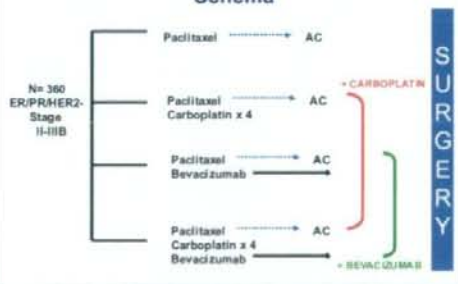 Schema
Paclitaxel AC
N= 360
ER/PR/HER2-
Stage
II-IIIB
+ CARBOPLATIN
Paclitaxel AC
Carboplatin x 4
Paclitaxel AC
Bevacizumab
Paclitaxel AC
Carboplatin x 4
Bevacizumab
+ BEVACIZUMAB
SURGERY